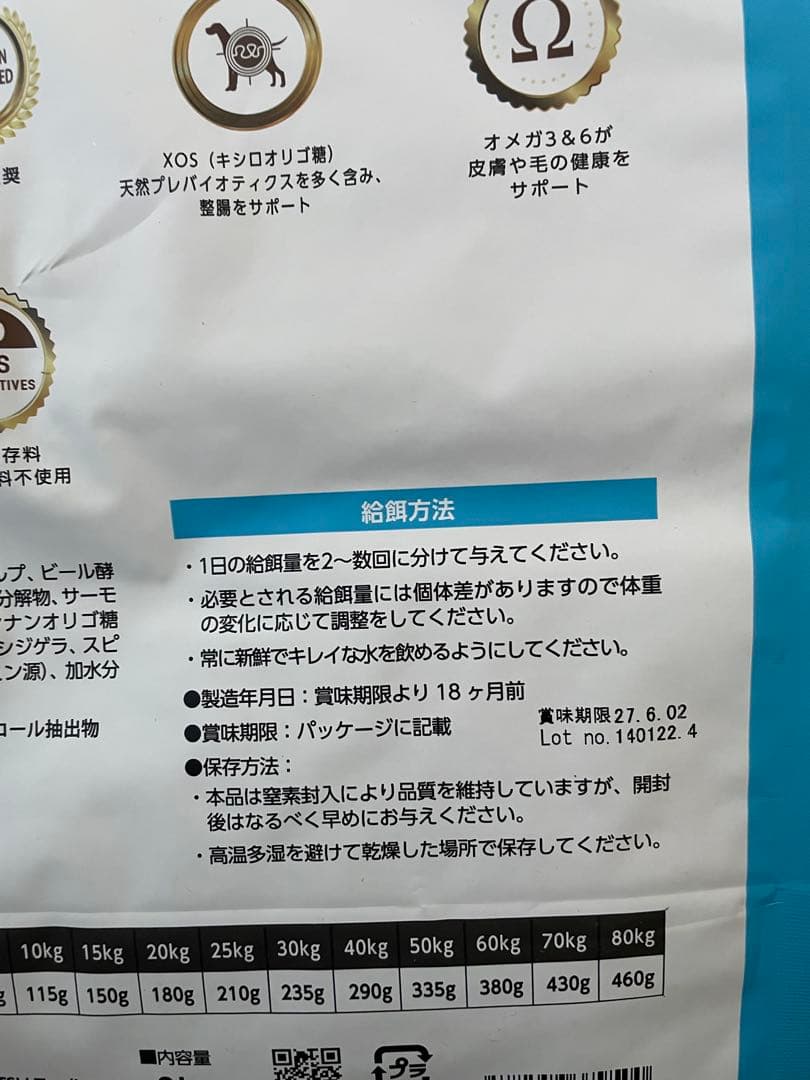 ED
奨
XOS（キシロオリゴ糖）
天然プレバイオティクスを多く含み、
整腸をサポート
Ω
オメガ3&6が
皮膚や毛の健康を
サポート
S
TIVES
存料
料不使用
給餌方法
・1日の給餌量を2〜数回に分けて与えてください。
・必要とされる給餌量には個体差がありますので体重
の変化に応じて調整をしてください。
・常に新鮮でキレイな水を飲めるようにしてください。
●製造年月日：賞味期限より 18 ヶ月前
●賞味期限：パッケージに記載
賞味期限27.6.02
Lot no.140122.4
●保存方法：
・本品は窒素封入により品質を維持していますが、開封
後はなるべく早めにお与えください。
・高温多湿を避けて乾燥した場所で保存してください。
ルプ、ビール酵
分解物、サーモ
ナンオリゴ糖
シジゲラ、スピ
ン源）、加水分
コール抽出物
10kg 15kg 20kg 25kg 30kg 40kg 50kg 60kg 70kg 80kg
g 115g 150g 180g 210g 235g 290g 335g 380g 430g 460g
■内容量
プラ